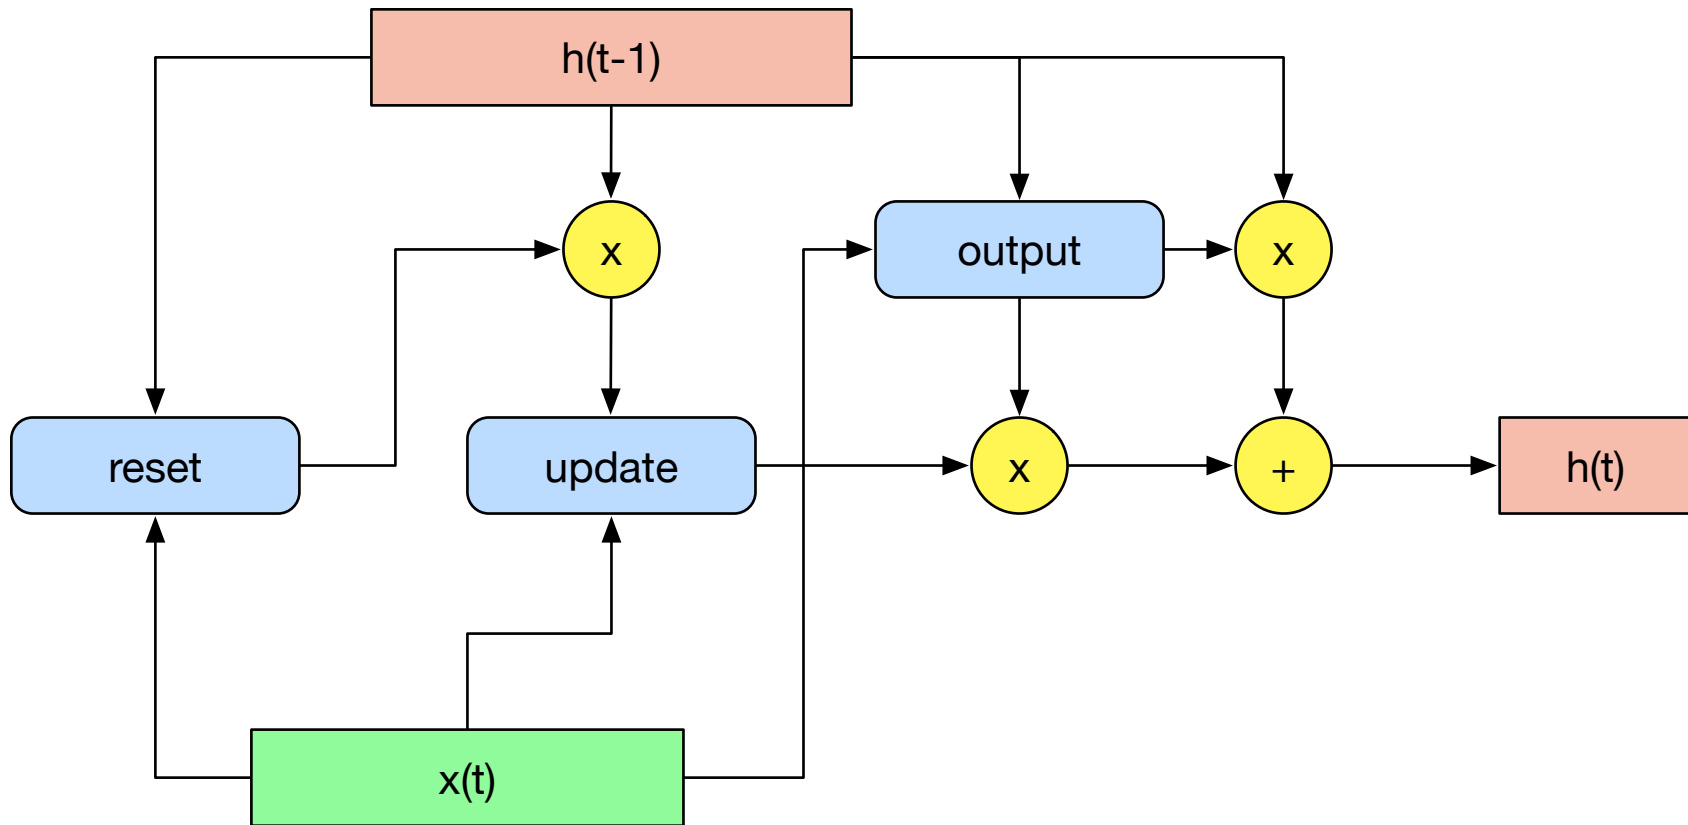 h(t-1)
x
output
x
reset
update
x
+
h(t)
x(t)